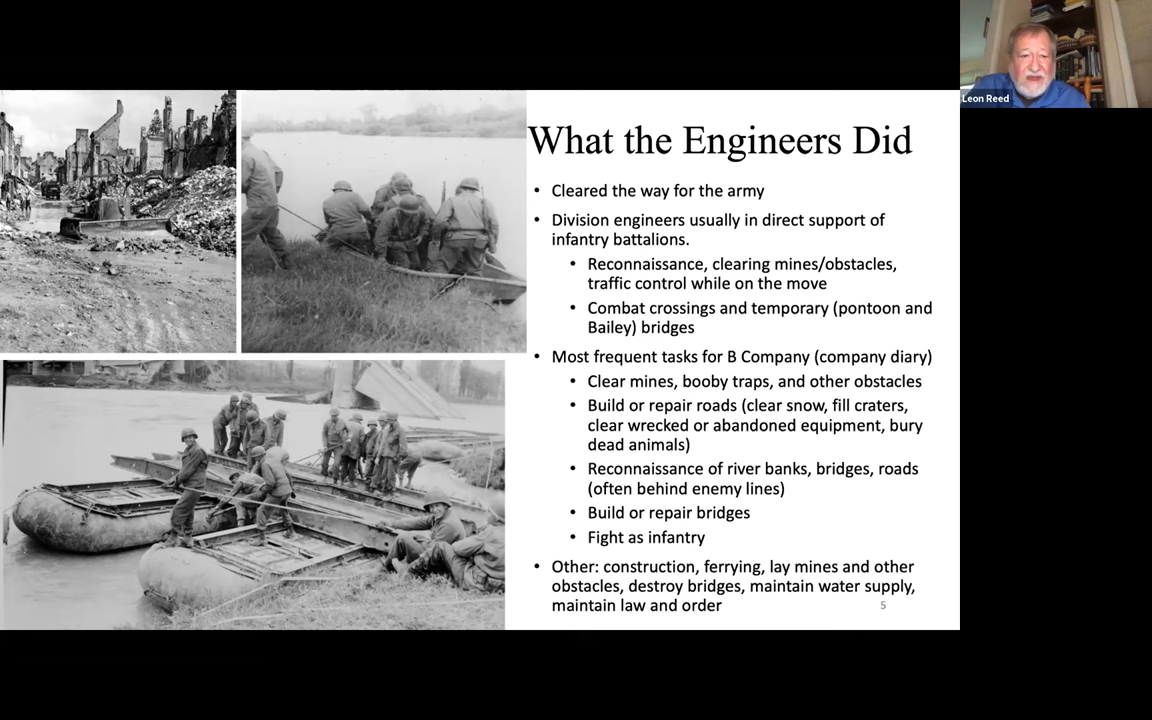 What the Engineers Did
• Cleared the way for the army
• Division engineers usually in direct support of
infantry battalions.
• Reconnaissance, clearing mines/obstacles,
traffic control while on the move
• Combat crossings and temporary (pontoon and
Bailey) bridges
• Most frequent tasks for B Company (company diary)
• Clear mines, booby traps, and other obstacles
• Build or repair roads (clear snow, fill craters,
clear wrecked or abandoned equipment, bury
dead animals)
• Reconnaissance of river banks, bridges, roads
(often behind enemy lines)
• Build or repair bridges
• Fight as infantry
• Other: construction, ferrying, lay mines and other
obstacles, destroy bridges, maintain water supply,
maintain law and order
5
Leon Reed